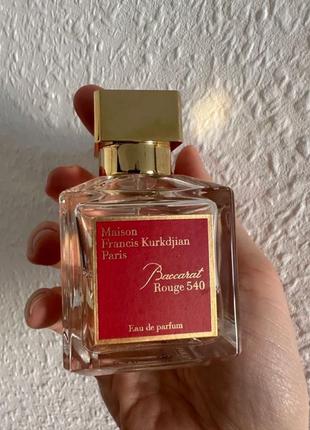 Maison
Francis Kurkdjian
Paris
Baccarat
Rouge 540
Eau de parfum